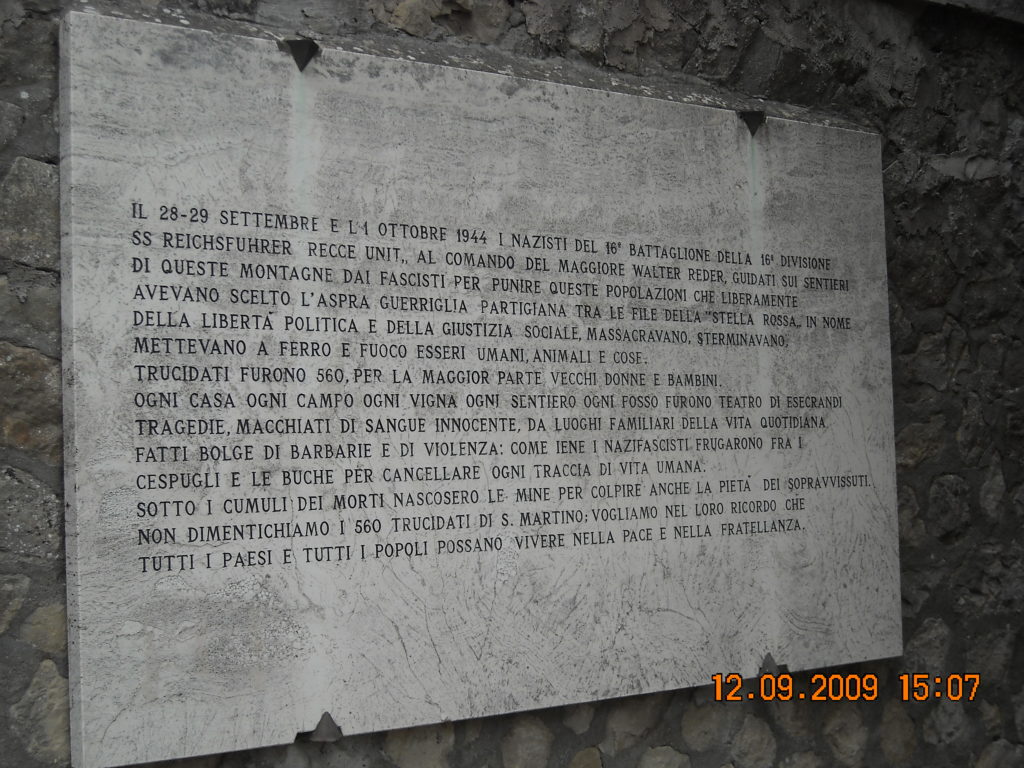 IL 28-29 SETTEMBRE E L'1 OTTOBRE 1944 I NAZISTI DEL 16° BATTAGLIONE DELLA 16ª DIVISIONE
SS REICHSFUHRER RECCE UNIT,, AL COMANDO DEL MAGGIORE WALTER REDER, GUIDATI SUI SENTIERI
DI QUESTE MONTAGNE DAI FASCISTI PER PUNIRE QUESTE POPOLAZIONI CHE LIBERAMENTE
AVEVANO SCELTO L'ASPRA GUERRIGLIA PARTIGIANA TRA LE FILE DELLA "STELLA ROSSA,, IN NOME
DELLA LIBERTÀ POLITICA E DELLA GIUSTIZIA SOCIALE, MASSACRAVANO, STERMINAVANO,
METTEVANO A FERRO E FUOCO ESSERI UMANI, ANIMALI E COSE.
TRUCIDATI FURONO 560, PER LA MAGGIOR PARTE VECCHI DONNE E BAMBINI.
OGNI CASA OGNI CAMPO OGNI VIGNA OGNI SENTIERO OGNI FOSSO FURONO TEATRO DI ESECRANDI
TRAGEDIE, MACCHIATI DI SANGUE INNOCENTE, DA LUOGHI FAMILIARI DELLA VITA QUOTIDIANA
FATTI BOLGE DI BARBARIE E DI VIOLENZA: COME IENE I NAZIFASCISTI FRUGARONO FRA I
CESPUGLI E LE BUCHE PER CANCELLARE OGNI TRACCIA DI VITA UMANA.
SOTTO I CUMULI DEI MORTI NASCOSERO LE MINE PER COLPIRE ANCHE LA PIETÀ DEI SOPRAVVISSUTI.
NON DIMENTICHIAMO I 560 TRUCIDATI DI S. MARTINO; VOGLIAMO NEL LORO RICORDO CHE
TUTTI I PAESI E TUTTI I POPOLI POSSANO VIVERE NELLA PACE E NELLA FRATELLANZA.
12.09.2009 15:07